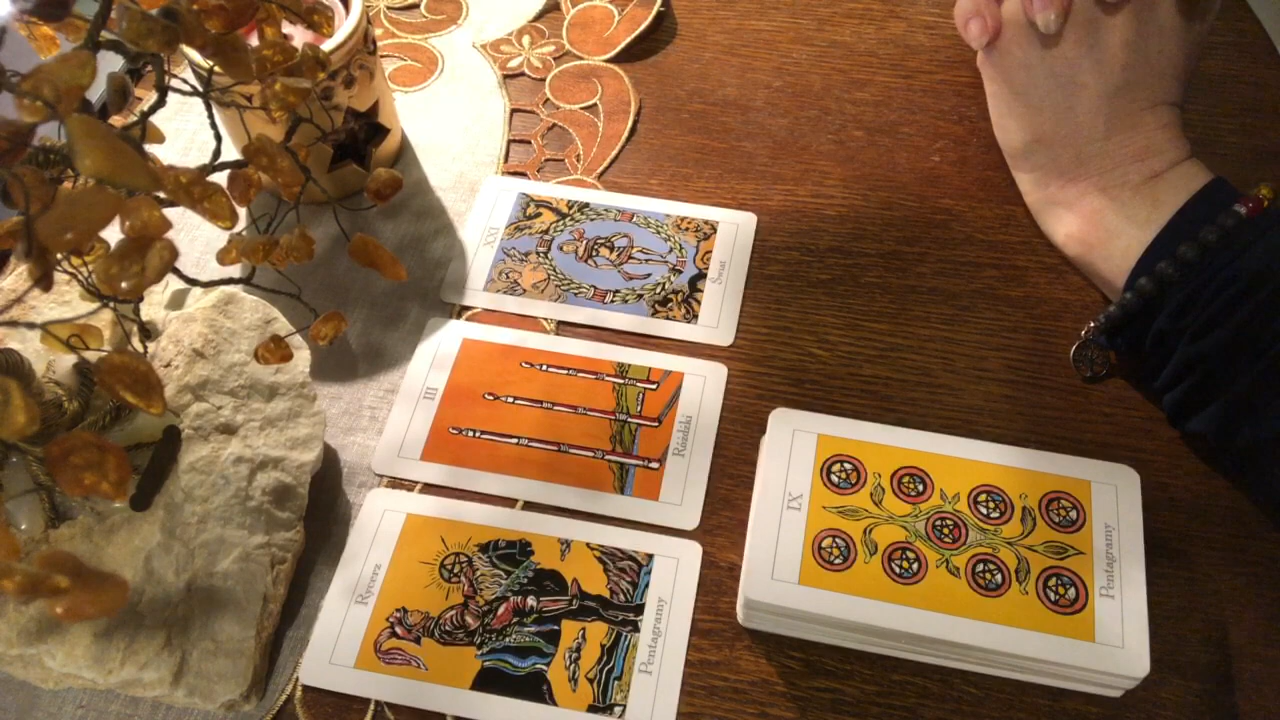 XXI
Świat
III
Różdżki
Rycerz
Pentagramy
IX
Pentagramy